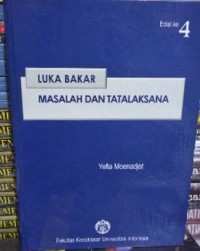 Edisi ke 4
LUKA BAKAR
MASALAH DAN TATALAKSANA
Yefta Moenadjat
Fakultas Kedokteran Universitas Indonesia